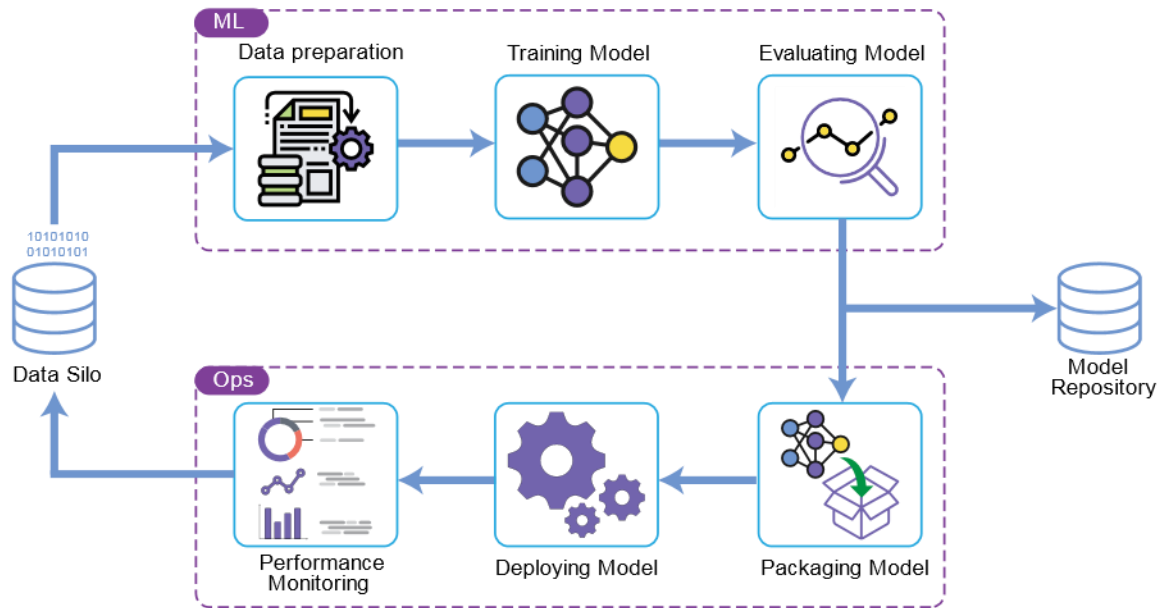 ML
Data preparation
Training Model
Evaluating Model
10101010
01010101
Data Silo
Model
Repository
Ops
Performance
Monitoring
Deploying Model
Packaging Model